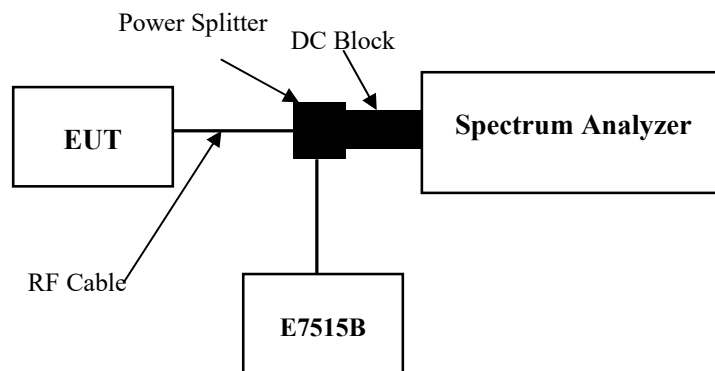 Power Splitter
DC Block
EUT
Spectrum Analyzer
RF Cable
E7515B